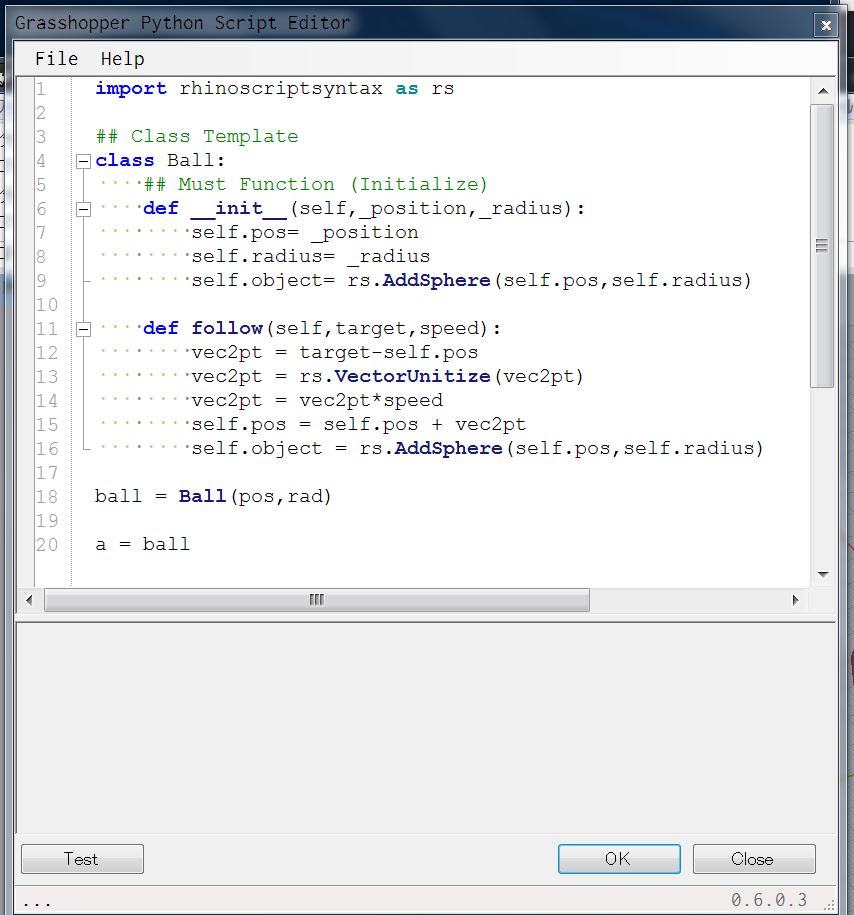 Grasshopper Python Script Editor
File Help
1 import rhinoscriptsyntax as rs
2
3 ## Class Template
4 class Ball:
5 ## Must Function (Initialize)
6 def __init__(self,_position,_radius):
7 self.pos= _position
8 self.radius= _radius
9 self.object= rs.AddSphere(self.pos,self.radius)
10
11 def follow(self,target,speed):
12 vec2pt = target-self.pos
13 vec2pt = rs.VectorUnitize(vec2pt)
14 vec2pt = vec2pt*speed
15 self.pos = self.pos + vec2pt
16 self.object = rs.AddSphere(self.pos,self.radius)
17
18 ball = Ball(pos,rad)
19
20 a = ball
Test OK Close
... 0.6.0.3